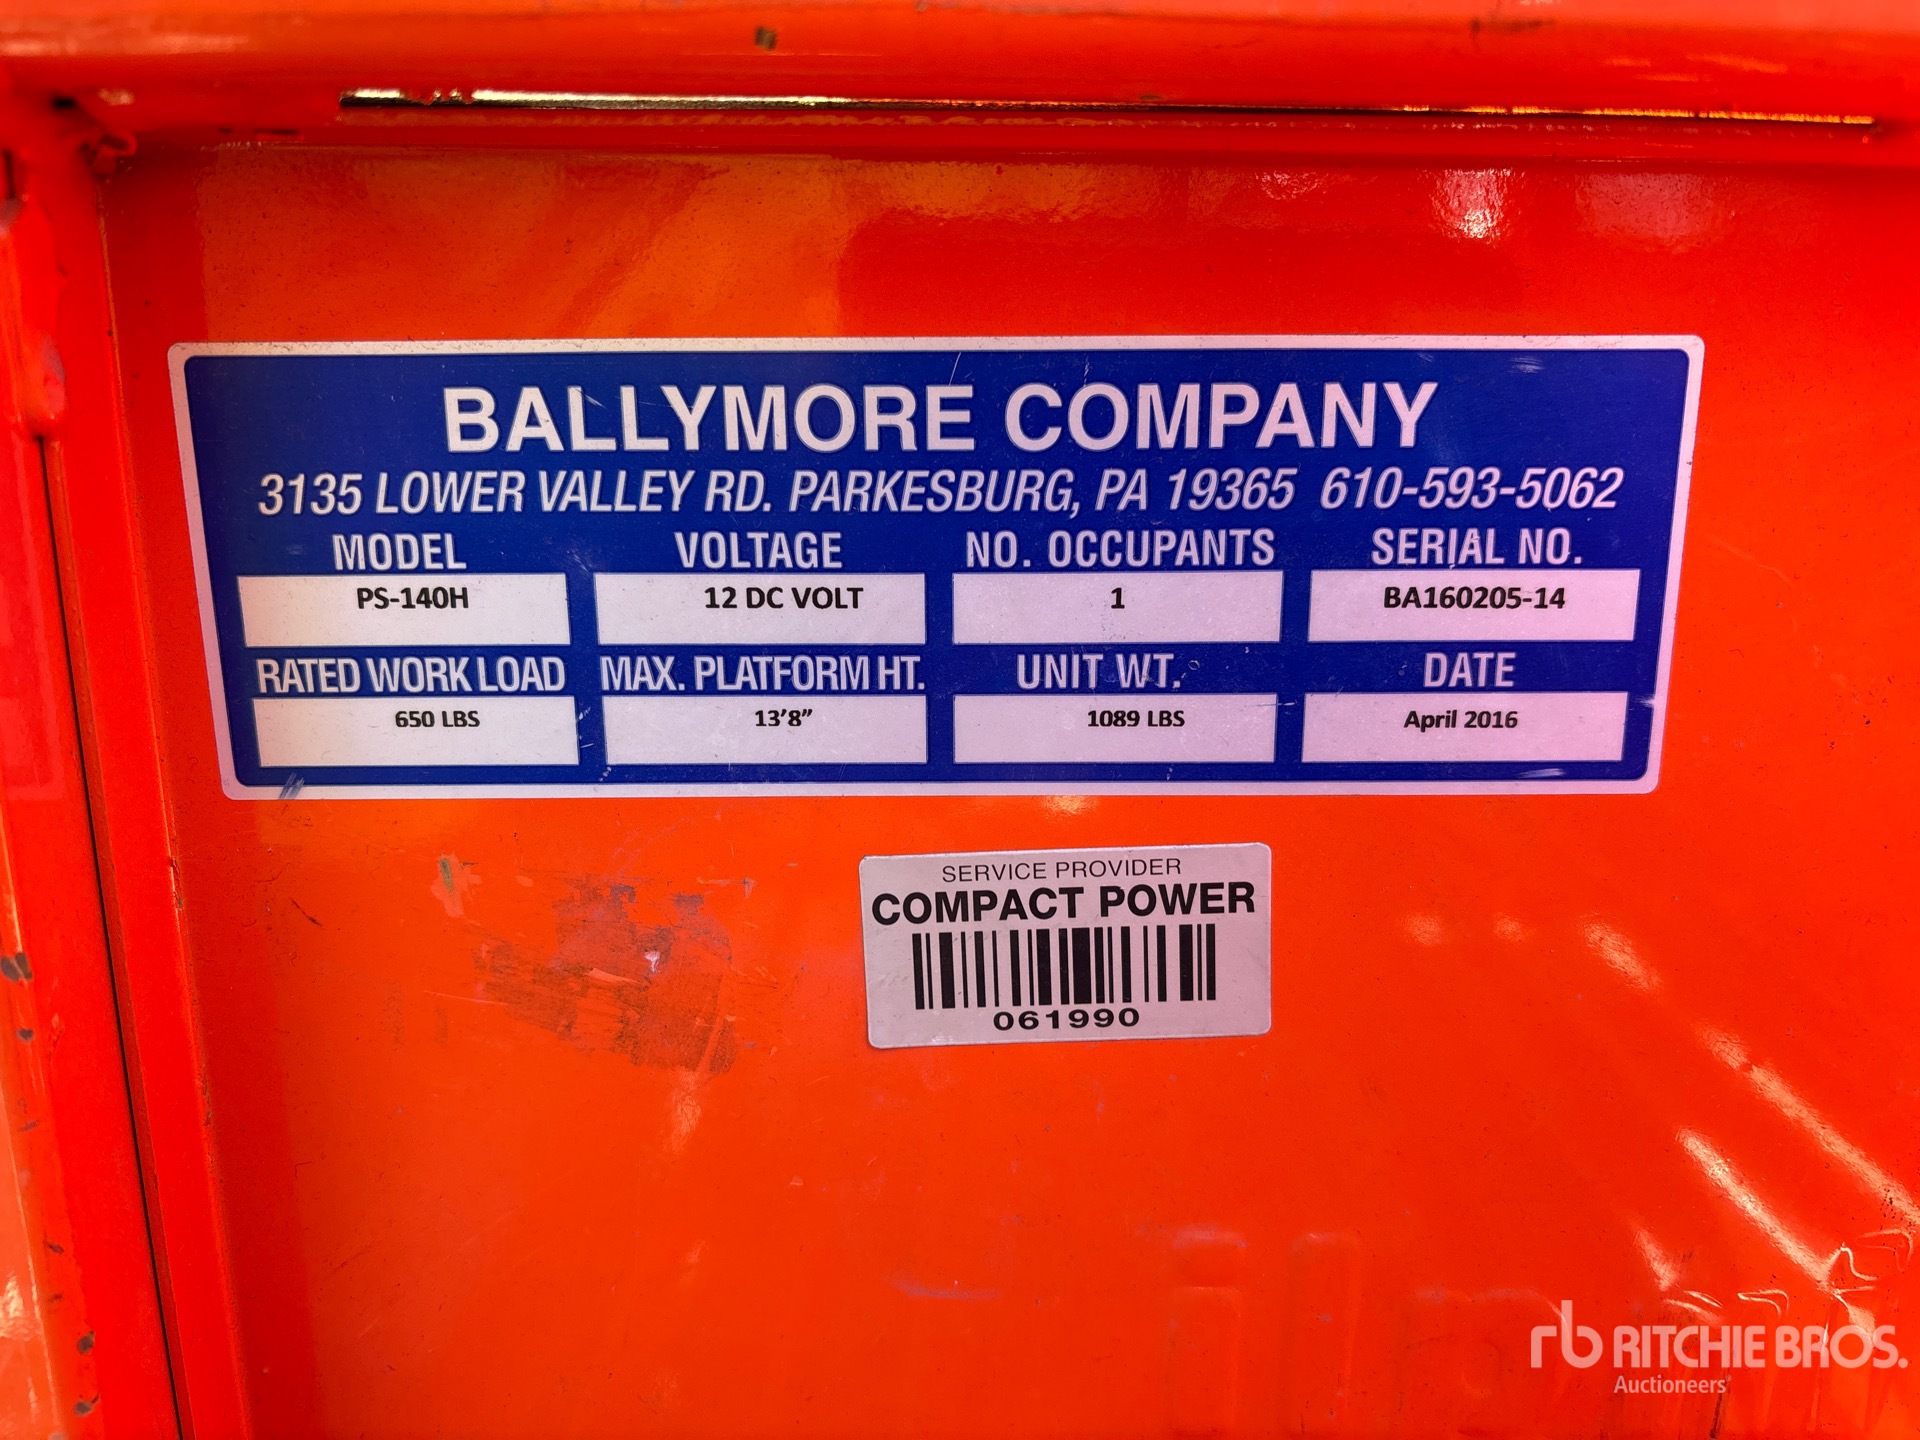 BALLYMORE COMPANY
3135 LOWER VALLEY RD. PARKESBURG, PA 19365 610-593-5062
MODEL VOLTAGE NO. OCCUPANTS SERIAL NO.
PS-140H 12 DC VOLT 1 BA160205-14
RATED WORK LOAD MAX. PLATFORM HT. UNIT WT. DATE
650 LBS 13'8” 1089 LBS April 2016
SERVICE PROVIDER
COMPACT POWER
061990
rb RITCHIE BROS.
Auctioneers